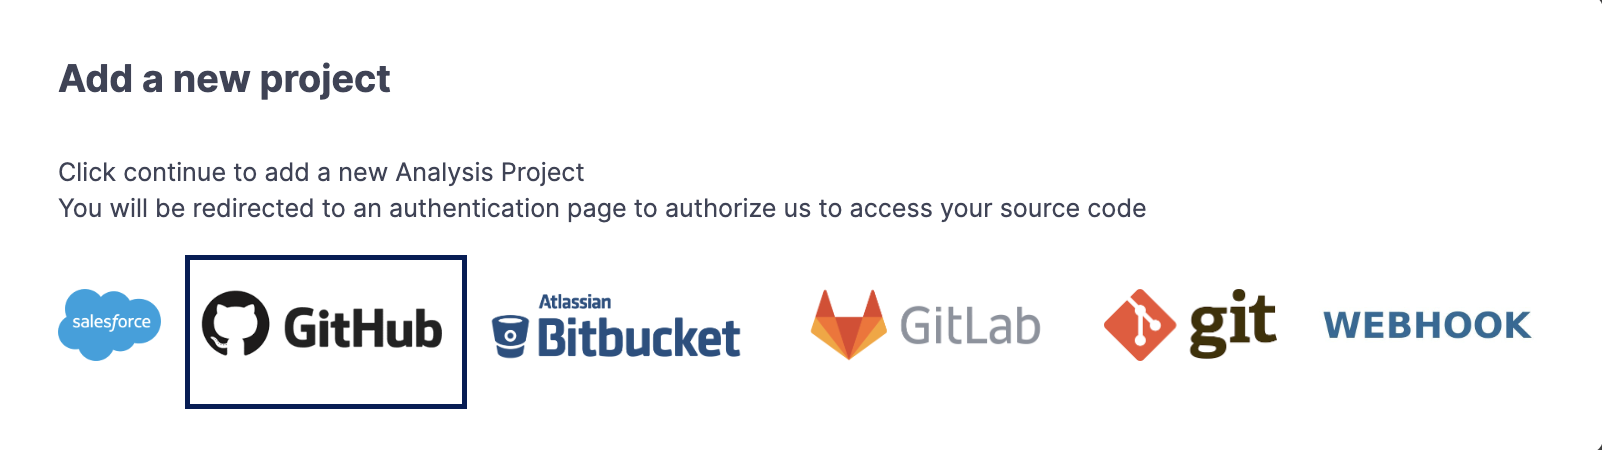 Add a new project
Click continue to add a new Analysis Project
You will be redirected to an authentication page to authorize us to access your source code
salesforce
GitHub
Atlassian
Bitbucket
GitLab
git
WEBHOOK